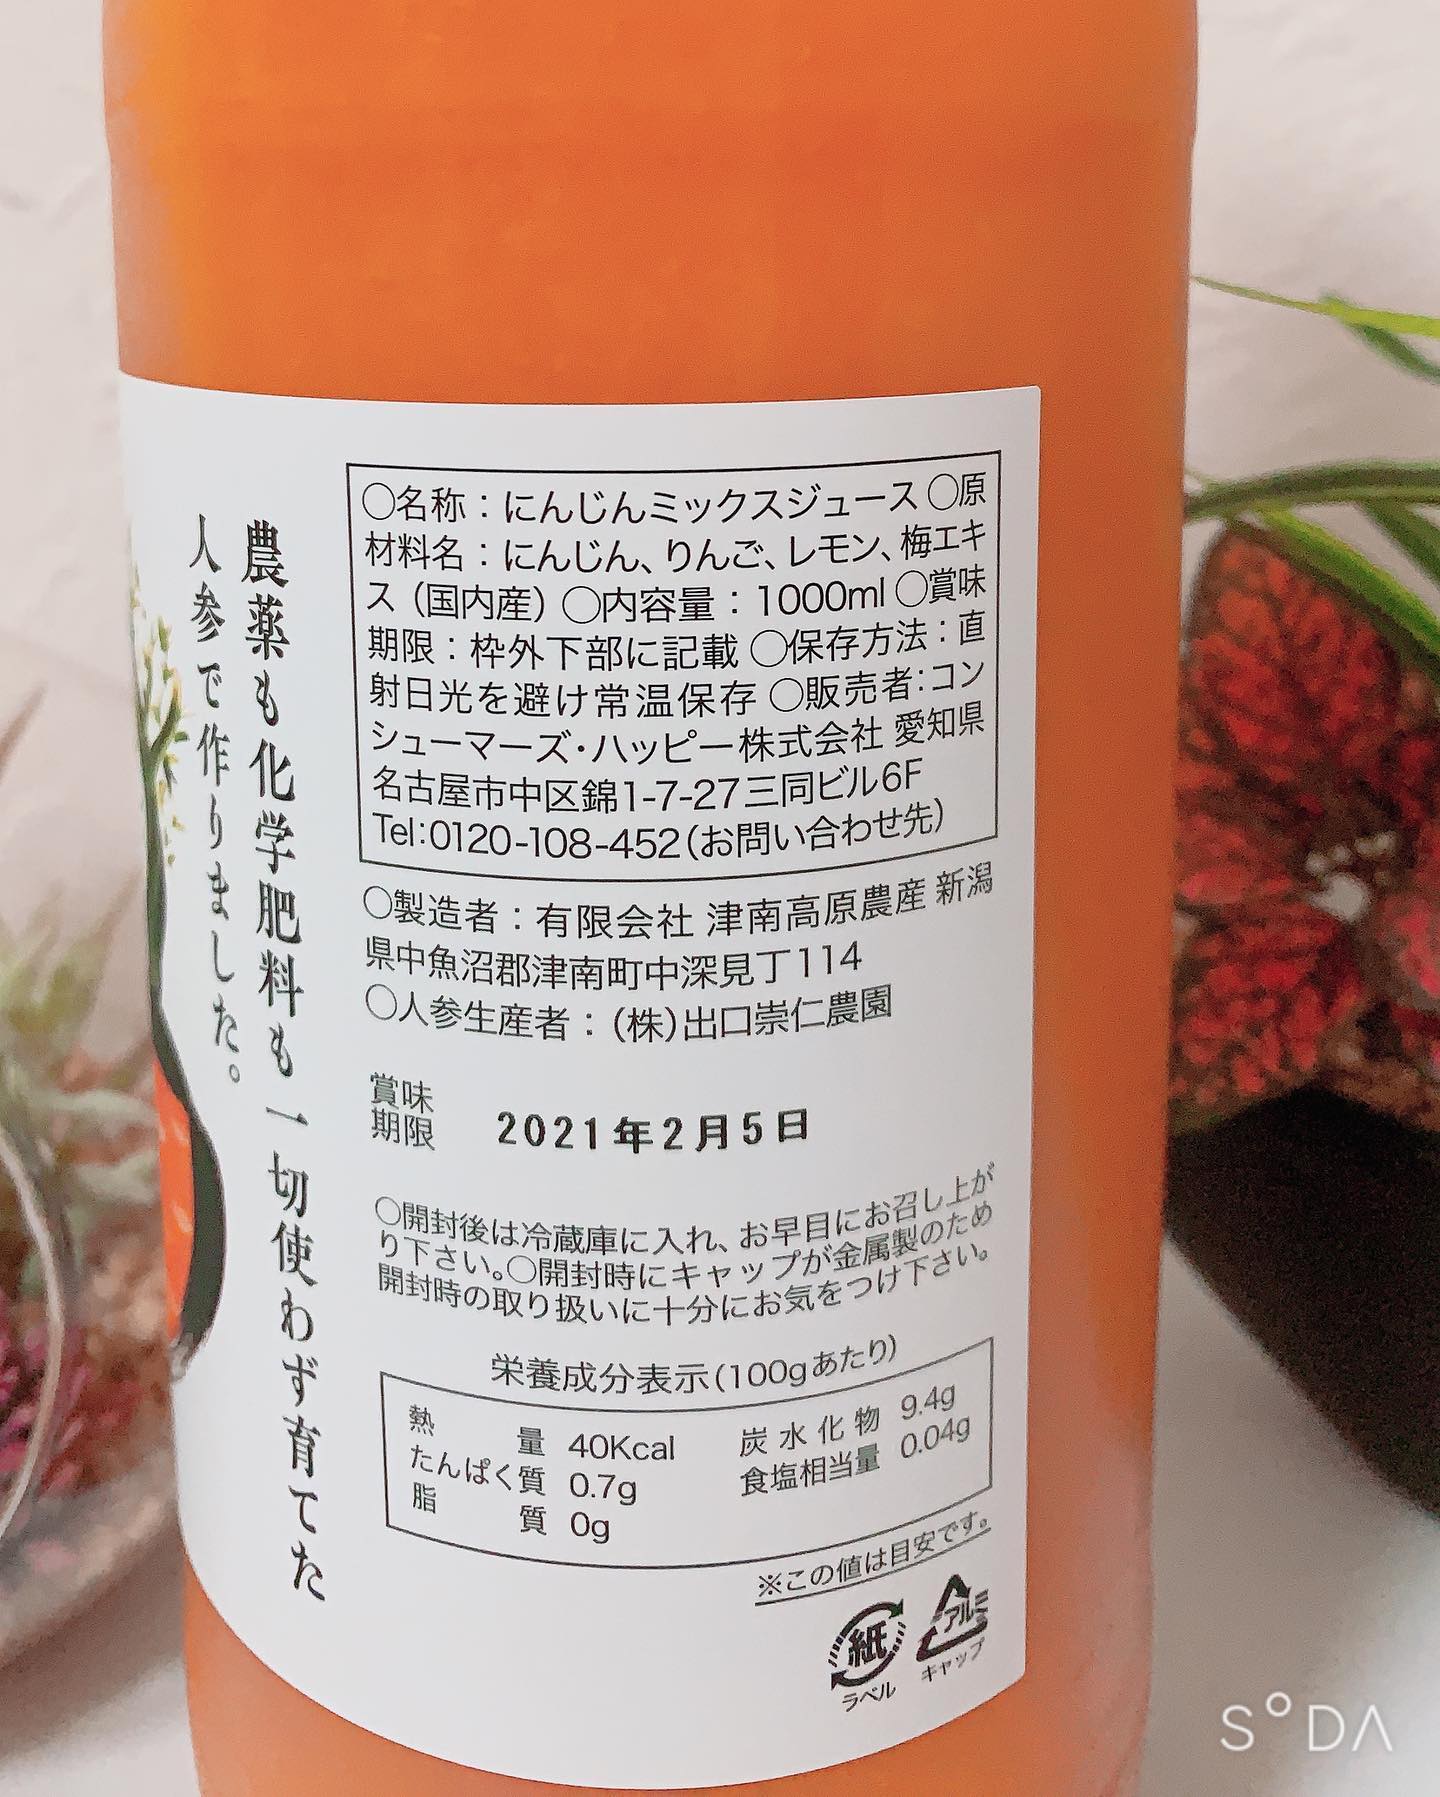 農薬も化学肥料も一切使わず育てた
人参で作りました。
○名称：にんじんミックスジュース ○原
材料名：にんじん、りんご、レモン、梅エキ
ス（国内産）○内容量：1000ml ○賞味
期限：枠外下部に記載 ○保存方法：直
射日光を避け常温保存 ○販売者：コン
シューマーズ・ハッピー株式会社 愛知県
名古屋市中区錦1-7-27三同ビル6F
Tel:0120-108-452（お問い合わせ先）
○製造者：有限会社 津南高原農産 新潟
県中魚沼郡津南町中深見丁114
○人参生産者：（株）出口崇仁農園
賞味
期限 2021年2月5日
○開封後は冷蔵庫に入れ、お早目にお召し上が
り下さい。○開封時にキャップが金属製のため
開封時の取り扱いに十分にお気をつけ下さい。
栄養成分表示（100gあたり）
熱量 40Kcal 炭水化物 9.4g
たんぱく質 0.7g 食塩相当量 0.04g
脂質 0g
※この値は目安です。
紙 アルミ
ラベル キャップ
SODA